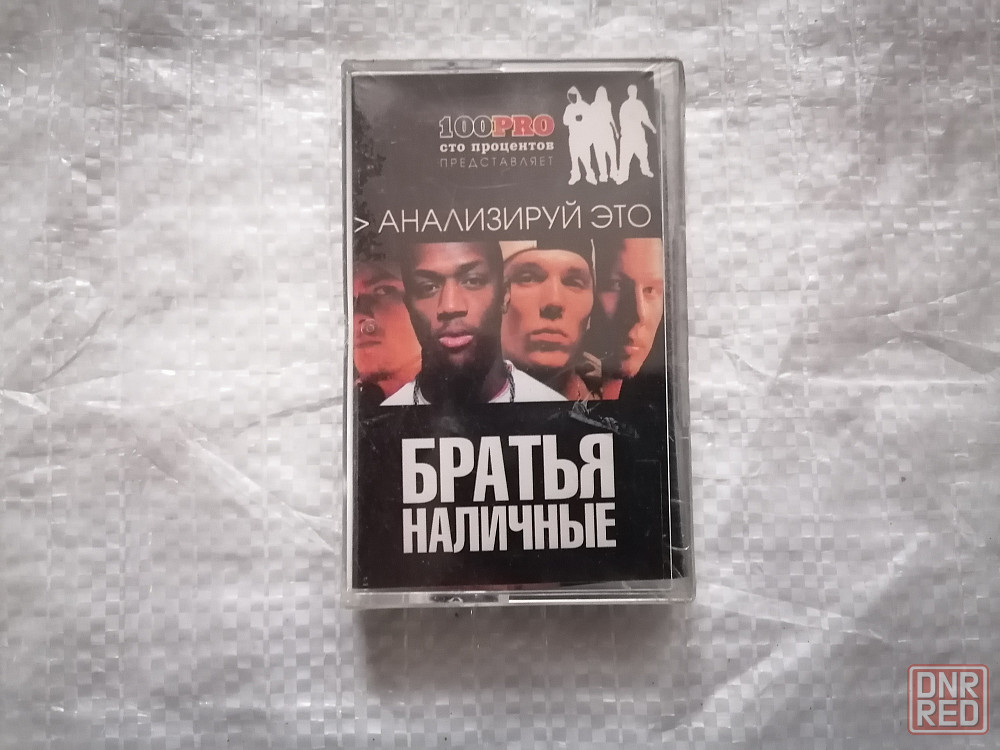 100PRO
сто процентов
ПРЕДСТАВЛЯЕТ
> АНАЛИЗИРУЙ ЭТО
БРАТЬЯ
НАЛИЧНЫЕ
DNR
RED